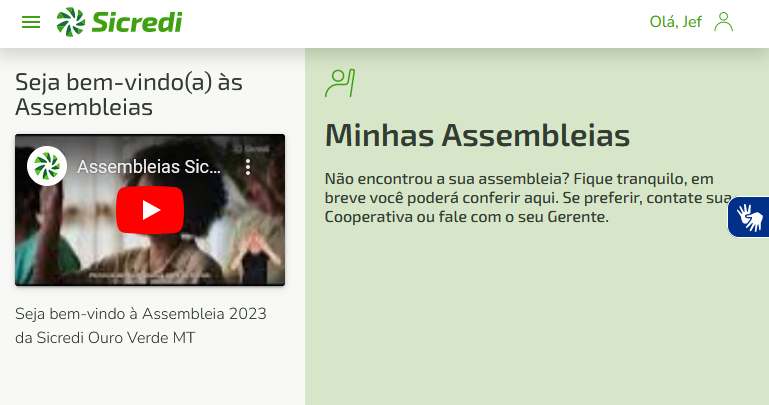 Sicredi
Olá, Jef
Seja bem-vindo(a) às
Assembleias
Assembleias Sic...
Sicredi
Seja bem-vindo à Assembleia 2023
da Sicredi Ouro Verde MT
Minhas Assembleias
Não encontrou a sua assembleia? Fique tranquilo, em
breve você poderá conferir aqui. Se preferir, contate sua
Cooperativa ou fale com o seu Gerente.